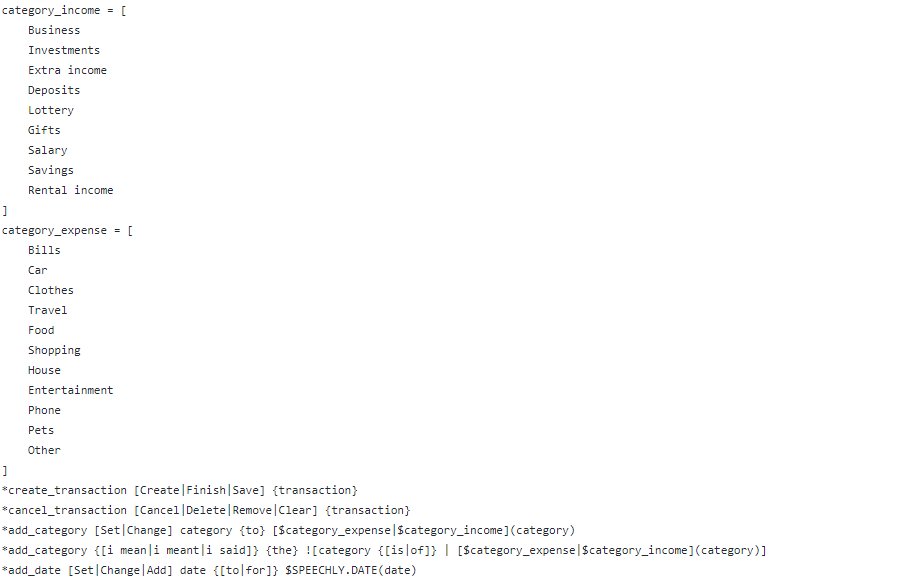 category_income = [
    Business
    Investments
    Extra income
    Deposits
    Lottery
    Gifts
    Salary
    Savings
    Rental income
]
category_expense = [
    Bills
    Car
    Clothes
    Travel
    Food
    Shopping
    House
    Entertainment
    Phone
    Pets
    Other
]
*create_transaction [Create|Finish|Save] {transaction}
*cancel_transaction [Cancel|Delete|Remove|Clear] {transaction}
*add_category [Set|Change] category {to} [$category_expense|$category_income](category)
*add_category {[i mean|i meant|i said]} {the} ![category {[is|of]} | [$category_expense|$category_income](category)]
*add_date [Set|Change|Add] date {[to|for]} $SPEECHLY.DATE(date)